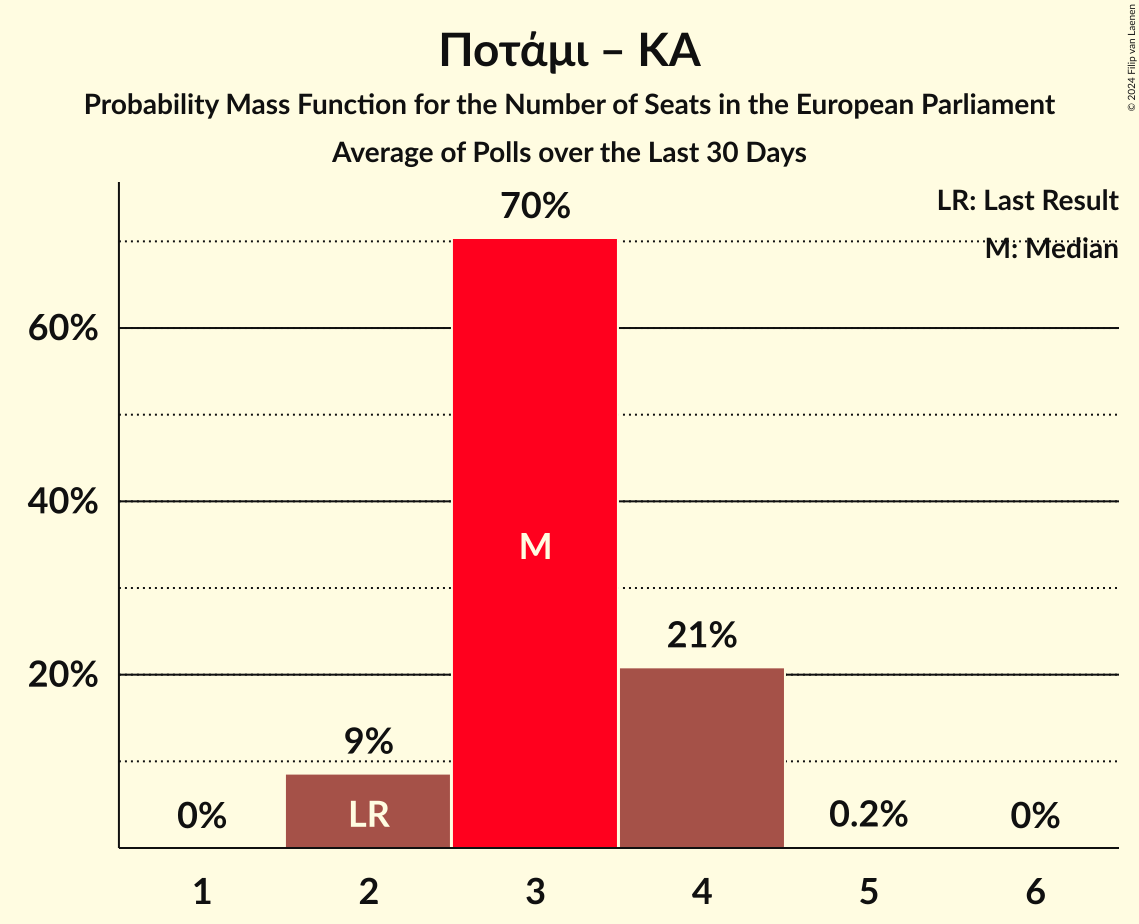 Ποτάμι – ΚΑ
Probability Mass Function for the Number of Seats in the European Parliament
Average of Polls over the Last 30 Days
© 2024 Filip van Laenen
LR: Last Result
M: Median
70%
60%
40%
20%
M
21%
9%
LR
0%
0.2%
0%
1 2 3 4 5 6